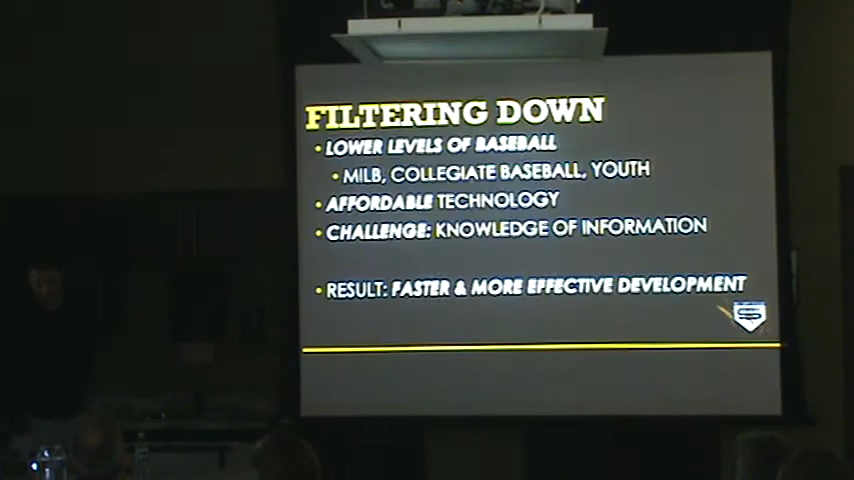 FILTERING DOWN
• LOWER LEVELS OF BASEBALL
• MILB, COLLEGIATE BASEBALL, YOUTH
• AFFORDABLE TECHNOLOGY
• CHALLENGE: KNOWLEDGE OF INFORMATION
• RESULT: FASTER & MORE EFFECTIVE DEVELOPMENT